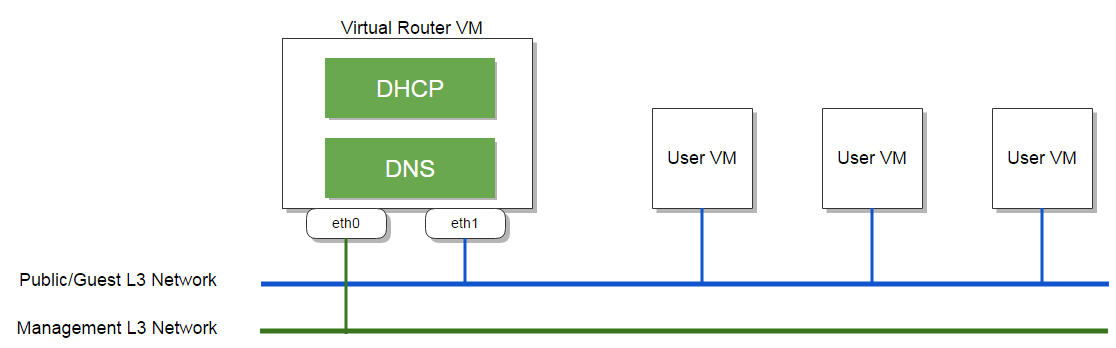 Virtual Router VM
DHCP
DNS
User VM
User VM
User VM
eth0
eth1
Public/Guest L3 Network
Management L3 Network